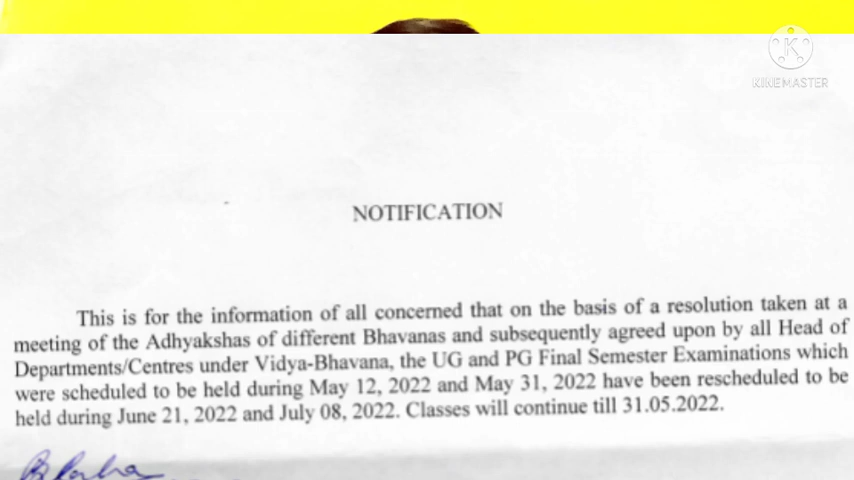 KINEMASTER
NOTIFICATION
This is for the information of all concerned that on the basis of a resolution taken at a
meeting of the Adhyakshas of different Bhavanas and subsequently agreed upon by all Head of
Departments/Centres under Vidya-Bhavana, the UG and PG Final Semester Examinations which
were scheduled to be held during May 12, 2022 and May 31, 2022 have been rescheduled to be
held during June 21, 2022 and July 08, 2022. Classes will continue till 31.05.2022.